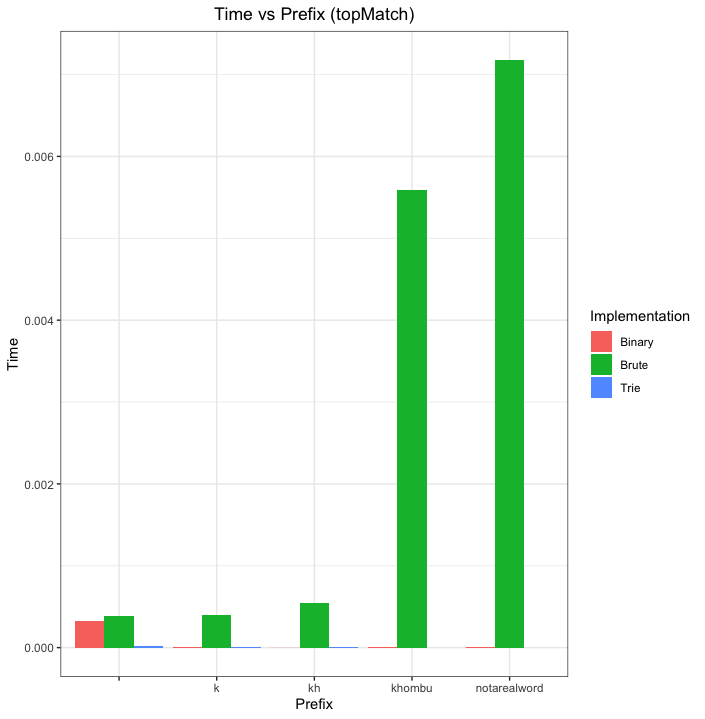 Time vs Prefix (topMatch)
0.006
0.004
0.002
0.000
Time
k kh khombu notarealword
Prefix
Implementation
Binary
Brute
Trie